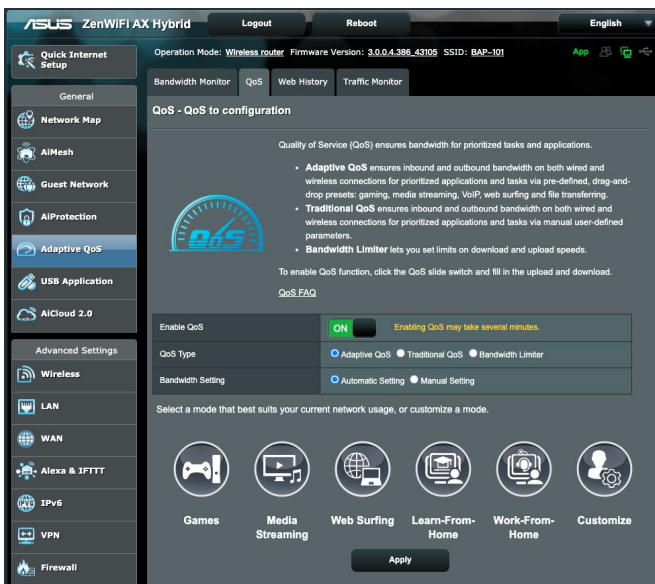 ASUS ZenWiFi AX Hybrid Logout Reboot English
Quick Internet
Setup
Operation Mode: Wireless router Firmware Version: 3.0.0.4.386_43105 SSID: BAP-101 App
General
Network Map
AiMesh
Guest Network
AiProtection
Adaptive QoS
USB Application
AiCloud 2.0
Advanced Settings
Wireless
LAN
WAN
Alexa & IFTTT
IPv6
VPN
Firewall
Bandwidth Monitor QoS Web History Traffic Monitor
QoS - QoS to configuration
QoS
Quality of Service (QoS) ensures bandwidth for prioritized tasks and applications.
• Adaptive QoS ensures inbound and outbound bandwidth on both wired and
wireless connections for prioritized applications and tasks via pre-defined, drag-and-
drop presets: gaming, media streaming, VoIP, web surfing and file transferring.
• Traditional QoS ensures inbound and outbound bandwidth on both wired and
wireless connections for prioritized applications and tasks via manual user-defined
parameters.
• Bandwidth Limiter lets you set limits on download and upload speeds.
To enable QoS function, click the QoS slide switch and fill in the upload and download.
QoS FAQ
Enable QoS ON Enabling QoS may take several minutes.
QoS Type Adaptive QoS Traditional QoS Bandwidth Limiter
Bandwidth Setting Automatic Setting Manual Setting
Select a mode that best suits your current network usage, or customize a mode.
Games Media Web Surfing Learn-From- Work-From- Customize
Streaming Home Home
Apply